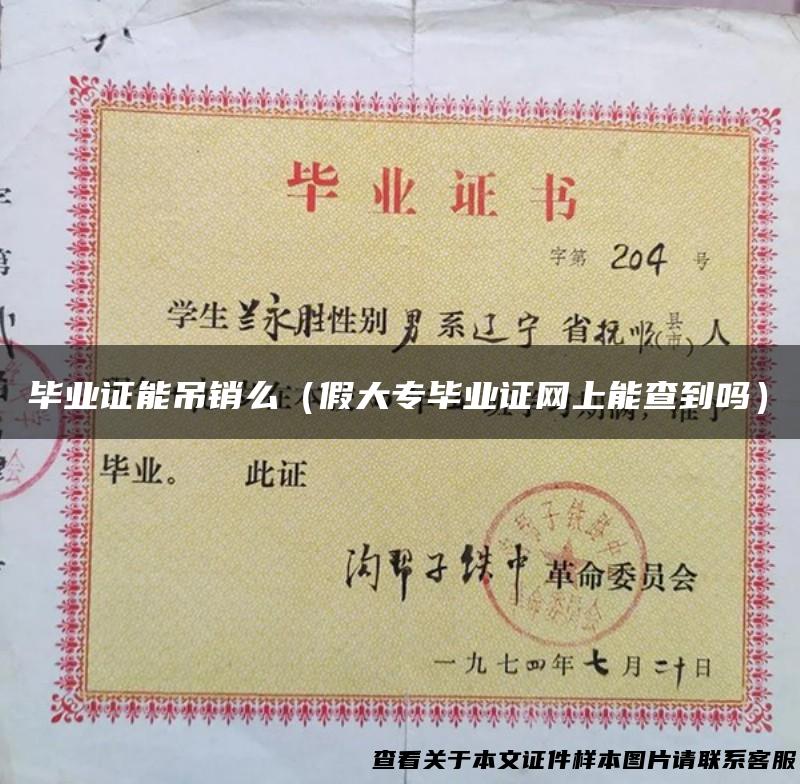 毕业证书
字第 204 号
学生兰永胜性别男系辽宁省抚顺(县市)人
毕业证能吊销么（假大专毕业证网上能查到吗）
毕业。 此证
沟帮子铁中革命委员会
一九七四年七月二十日
查看关于本文证件样本图片请联系客服